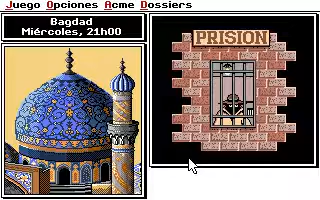 Juego Opciones Acme Dossiers
Bagdad
Miércoles, 21h00
PRISION